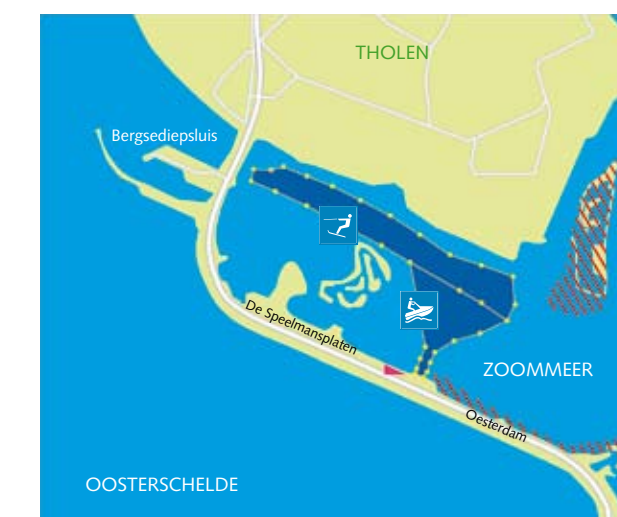 THOLEN
Bergsediepsluis
De Speelmansplaten
ZOOMMEER
Oesterdam
OOSTERSCHELDE